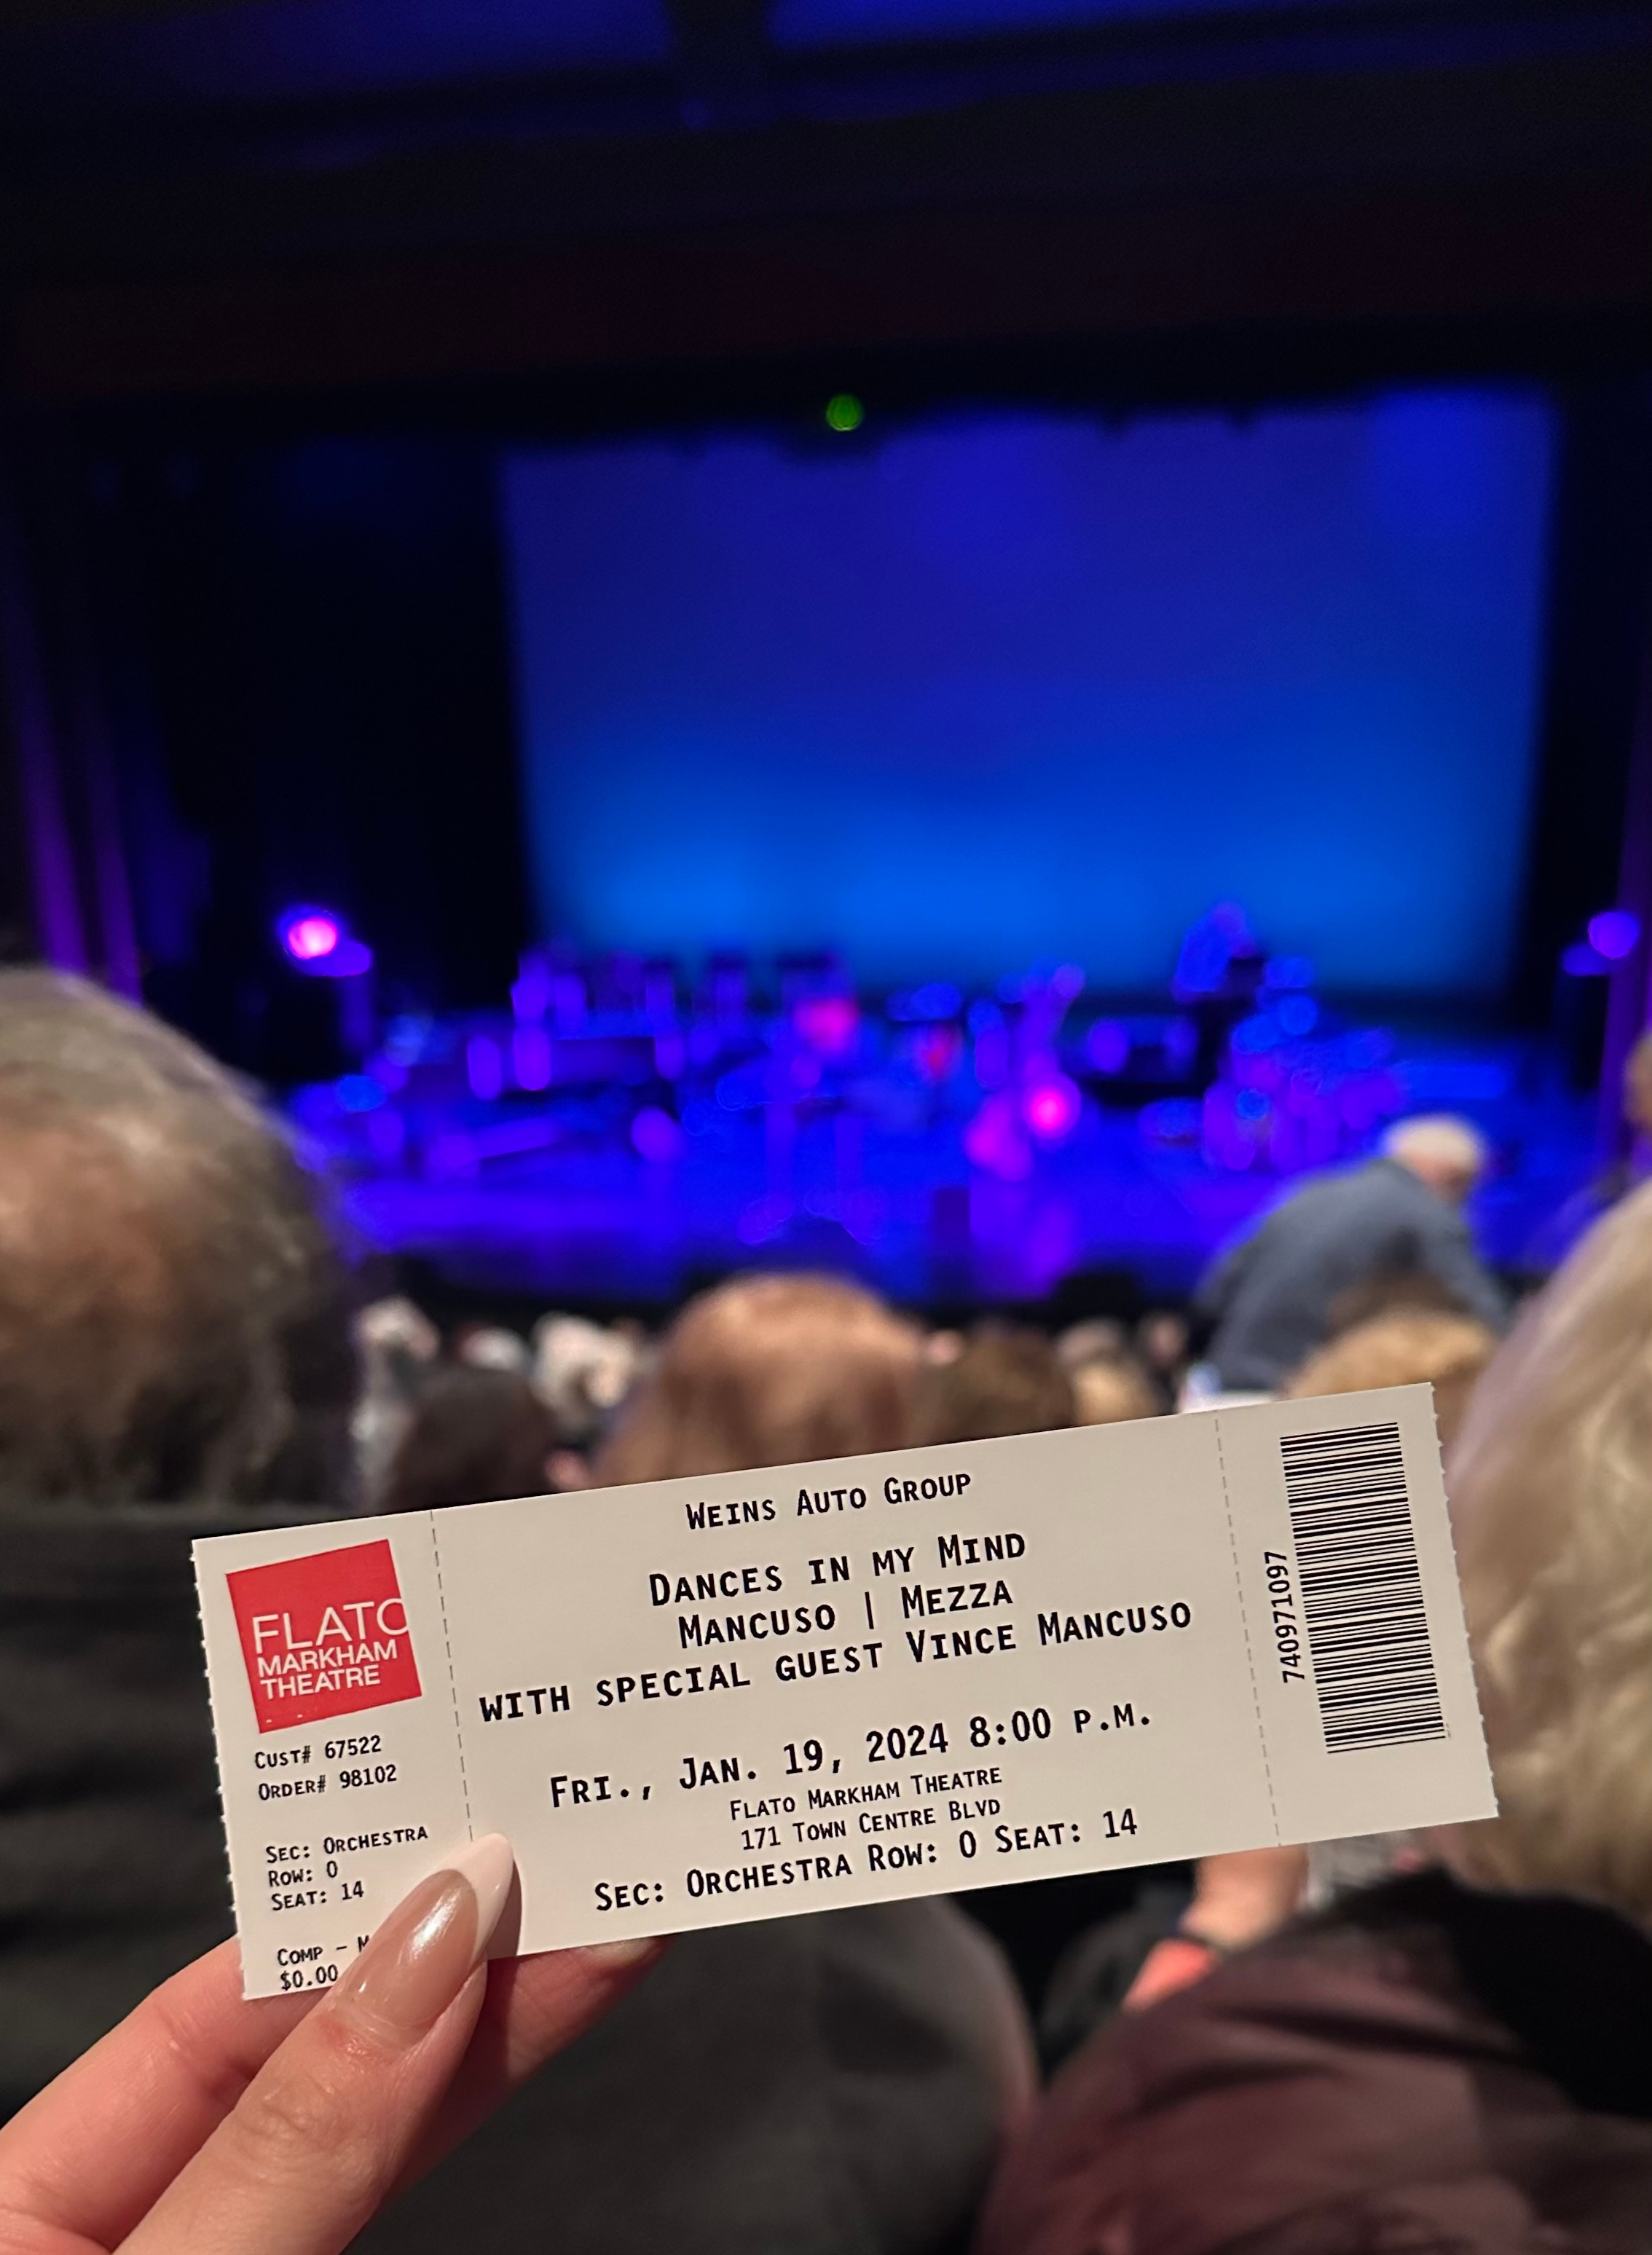 FLATO
MARKHAM
THEATRE
CUST# 67522
ORDER# 98102
SEC: ORCHESTRA
ROW: O
SEAT: 14
COMP –
$0.00
WEINS AUTO GROUP
DANCES IN MY MIND
MANCUSO | MEZZA
WITH SPECIAL GUEST VINCE MANCUSO
FRI., JAN. 19, 2024 8:00 P.M.
FLATO MARKHAM THEATRE
171 TOWN CENTRE BLVD
SEC: ORCHESTRA ROW: O SEAT: 14
740971097